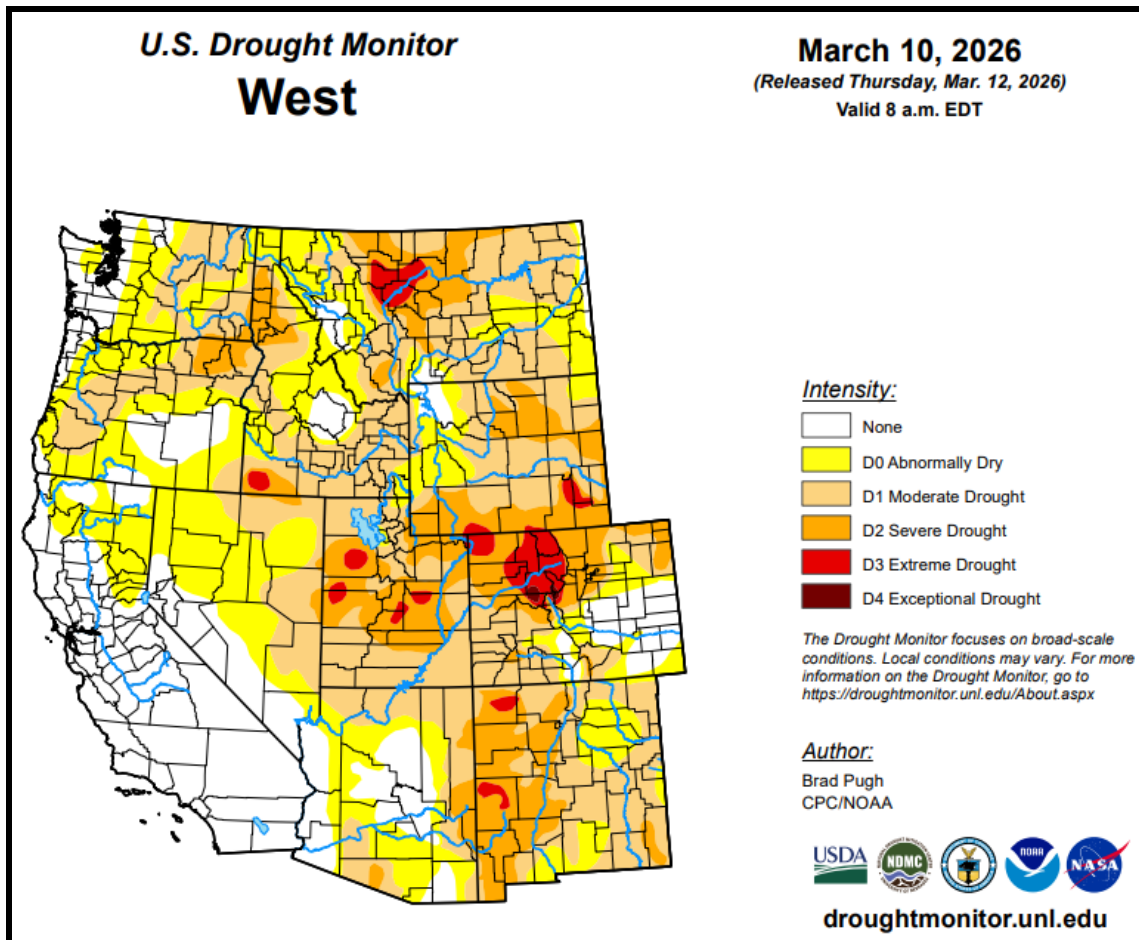 U.S. Drought Monitor
West
March 10, 2026
(Released Thursday, Mar. 12, 2026)
Valid 8 a.m. EDT
Intensity:
None
D0 Abnormally Dry
D1 Moderate Drought
D2 Severe Drought
D3 Extreme Drought
D4 Exceptional Drought
The Drought Monitor focuses on broad-scale
conditions. Local conditions may vary. For more
information on the Drought Monitor, go to
https://droughtmonitor.unl.edu/About.aspx
Author:
Brad Pugh
CPC/NOAA
USDA
NDMC
NOAA
NASA
droughtmonitor.unl.edu